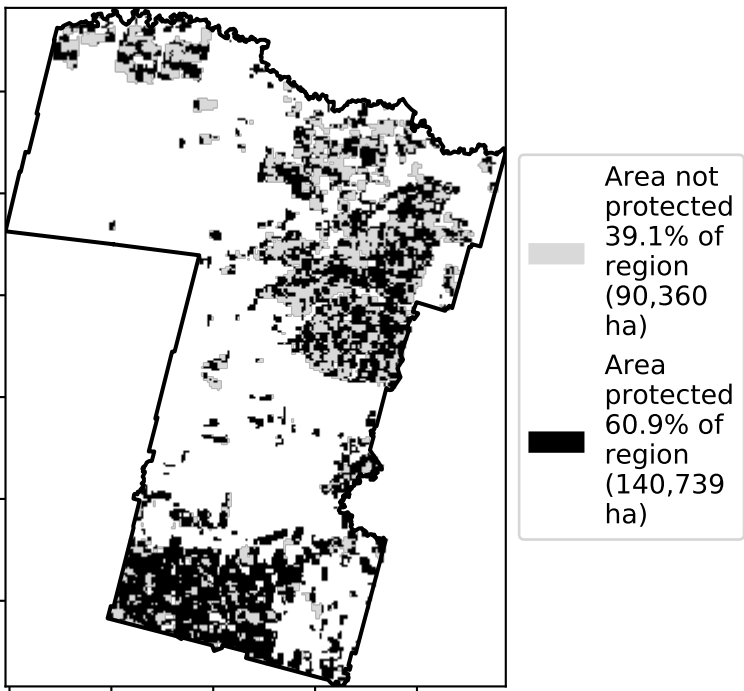 Area not
protected
39.1% of
region
(90,360
ha)
Area
protected
60.9% of
region
(140,739
ha)